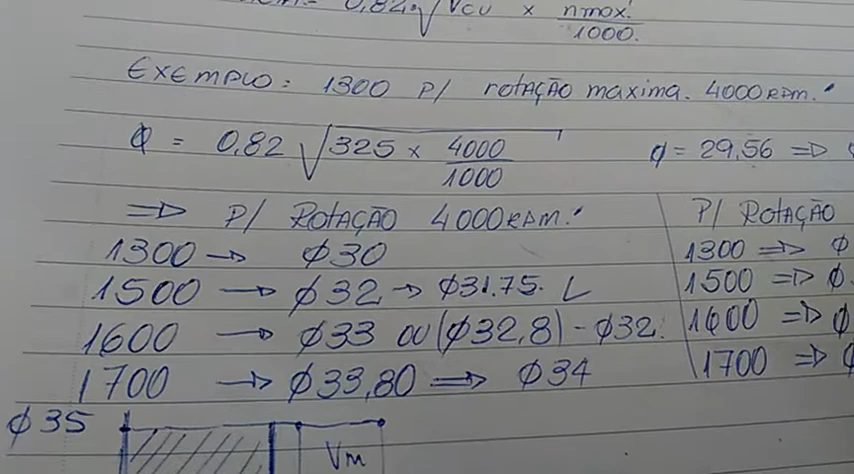 0,82 √ Vcu x nmax.
1000.
EXEMPLO: 1300 P/ rotAÇÃO maxima. 4000 RPM.
φ = 0,82 √ 325 x 4000 φ = 29,56 =>
1000
=> P/ ROTAÇÃO 4000 RPM. P/ ROTAÇÃO
1300 -> φ30 1300 => φ
1500 -> φ32 -> φ31.75. 1500 => φ
1600 -> φ33 ou (φ32,8) - φ32. 1600 => φ
1700 -> φ33,80 => φ34 1700 => φ
φ35
Vm